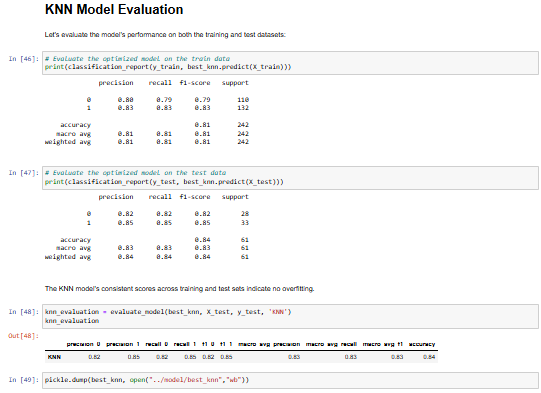 KNN Model Evaluation
Let's evaluate the model's performance on both the training and test datasets:
In [46]: # Evaluate the optimized model on the train data
print(classification_report(y_train, best_knn.predict(X_train)))
precision recall f1-score support
0 0.80 0.79 0.79 110
1 0.83 0.83 0.83 132
accuracy 0.81 242
macro avg 0.81 0.81 0.81 242
weighted avg 0.81 0.81 0.81 242
In [47]: # Evaluate the optimized model on the test data
print(classification_report(y_test, best_knn.predict(X_test)))
precision recall f1-score support
0 0.82 0.82 0.82 28
1 0.85 0.85 0.85 33
accuracy 0.84 61
macro avg 0.83 0.83 0.83 61
weighted avg 0.84 0.84 0.84 61
The KNN model's consistent scores across training and test sets indicate no overfitting.
In [48]: knn_evaluation = evaluate_model(best_knn, X_test, y_test, 'KNN')
knn_evaluation
Out[48]:
precision 0 precision 1 recall 0 recall 1 f1 0 f1 1 macro avg precision macro avg recall macro avg f1 accuracy
KNN 0.82 0.85 0.82 0.85 0.82 0.85 0.83 0.83 0.83 0.84
In [49]: pickle.dump(best_knn, open("../model/best_knn","wb"))